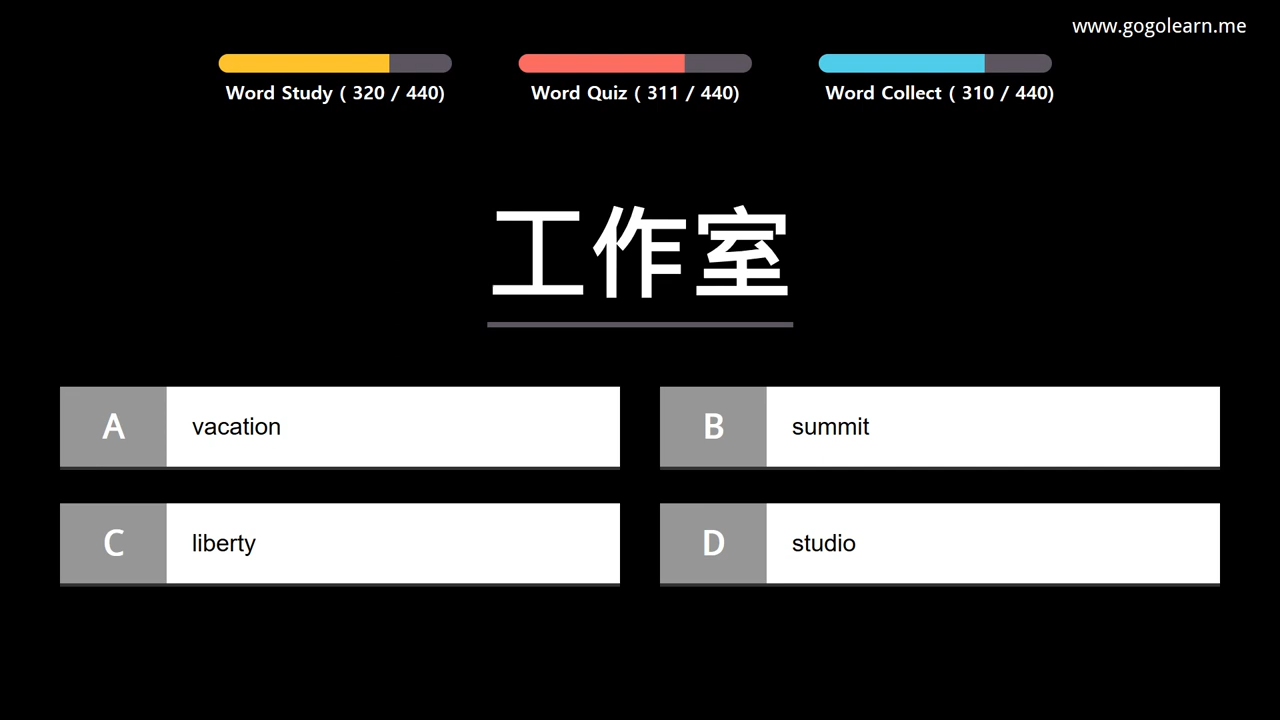 www.gogolearn.me
Word Study ( 320 / 440)
Word Quiz ( 311 / 440)
Word Collect ( 310 / 440)
工作室
A vacation
B summit
C liberty
D studio